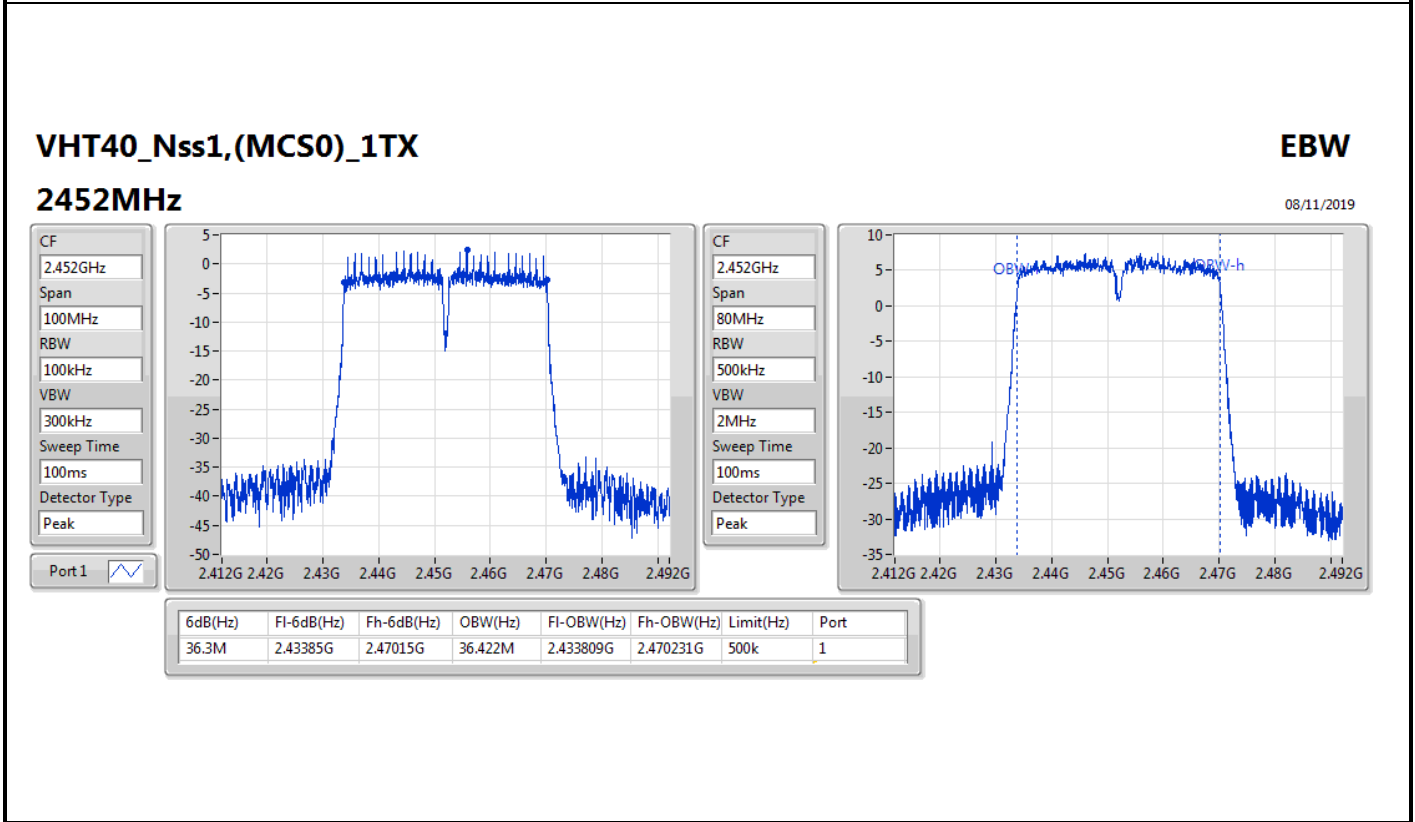 VHT40_Nss1,(MCS0)_1TX
EBW
2452MHz
08/11/2019
CF
2.452GHz
Span
100MHz
RBW
100kHz
VBW
300kHz
Sweep Time
100ms
Detector Type
Peak
Port 1
5
0
-5
-10
-15
-20
-25
-30
-35
-40
-45
-50
2.412G 2.42G 2.43G 2.44G 2.45G 2.46G 2.47G 2.48G 2.492G
CF
2.452GHz
Span
80MHz
RBW
500kHz
VBW
2MHz
Sweep Time
100ms
Detector Type
Peak
10
5
0
-5
-10
-15
-20
-25
-30
-35
2.412G 2.42G 2.43G 2.44G 2.45G 2.46G 2.47G 2.48G 2.492G
6dB(Hz) Fl-6dB(Hz) Fh-6dB(Hz) OBW(Hz) Fl-OBW(Hz) Fh-OBW(Hz) Limit(Hz) Port
36.3M 2.43385G 2.47015G 36.422M 2.433809G 2.470231G 500k 1